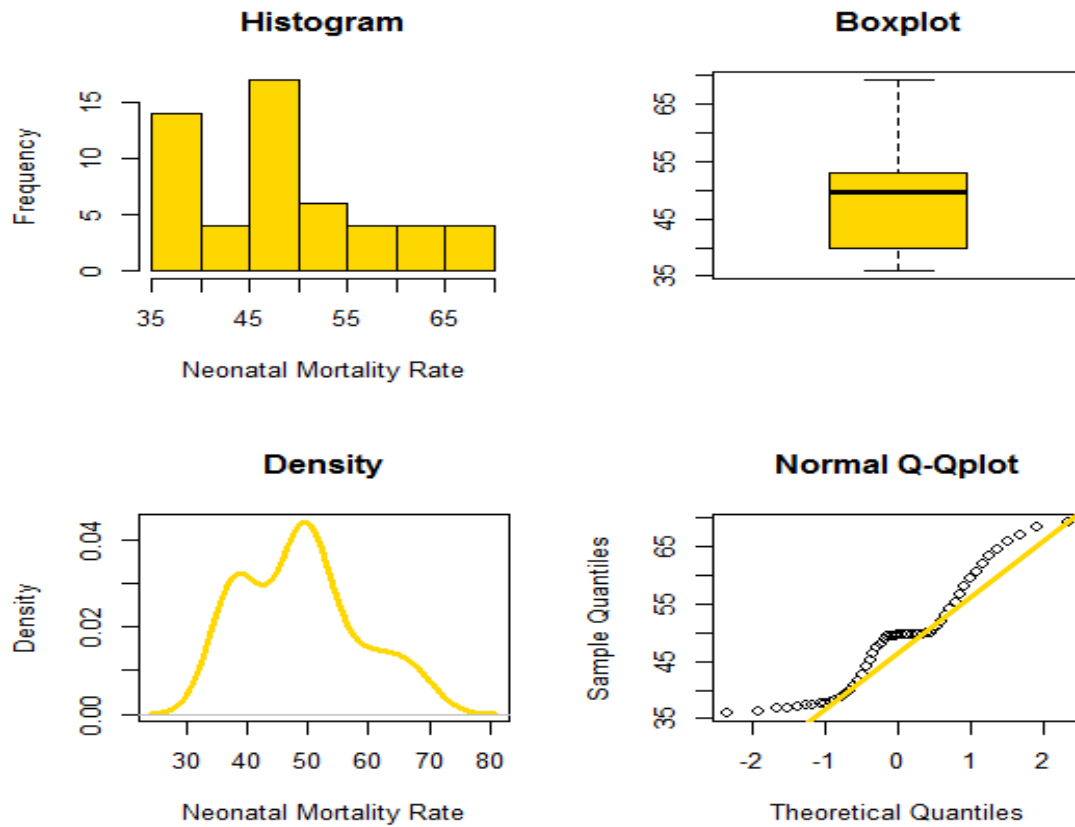 Histogram
Frequency
15
10
5
0
35 45 55 65
Neonatal Mortality Rate
Boxplot
65
55
45
35
Density
Density
0.04
0.02
0.00
30 40 50 60 70 80
Neonatal Mortality Rate
Normal Q-Qplot
Sample Quantiles
65
55
45
35
-2 -1 0 1 2
Theoretical Quantiles